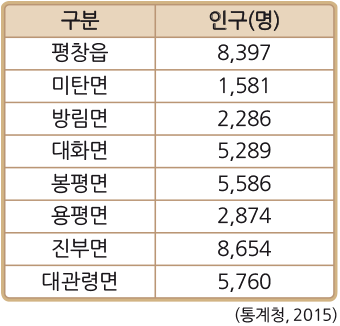 구분 인구(명)
평창읍 8,397
미탄면 1,581
방림면 2,286
대화면 5,289
봉평면 5,586
용평면 2,874
진부면 8,654
대관령면 5,760
(통계청, 2015)